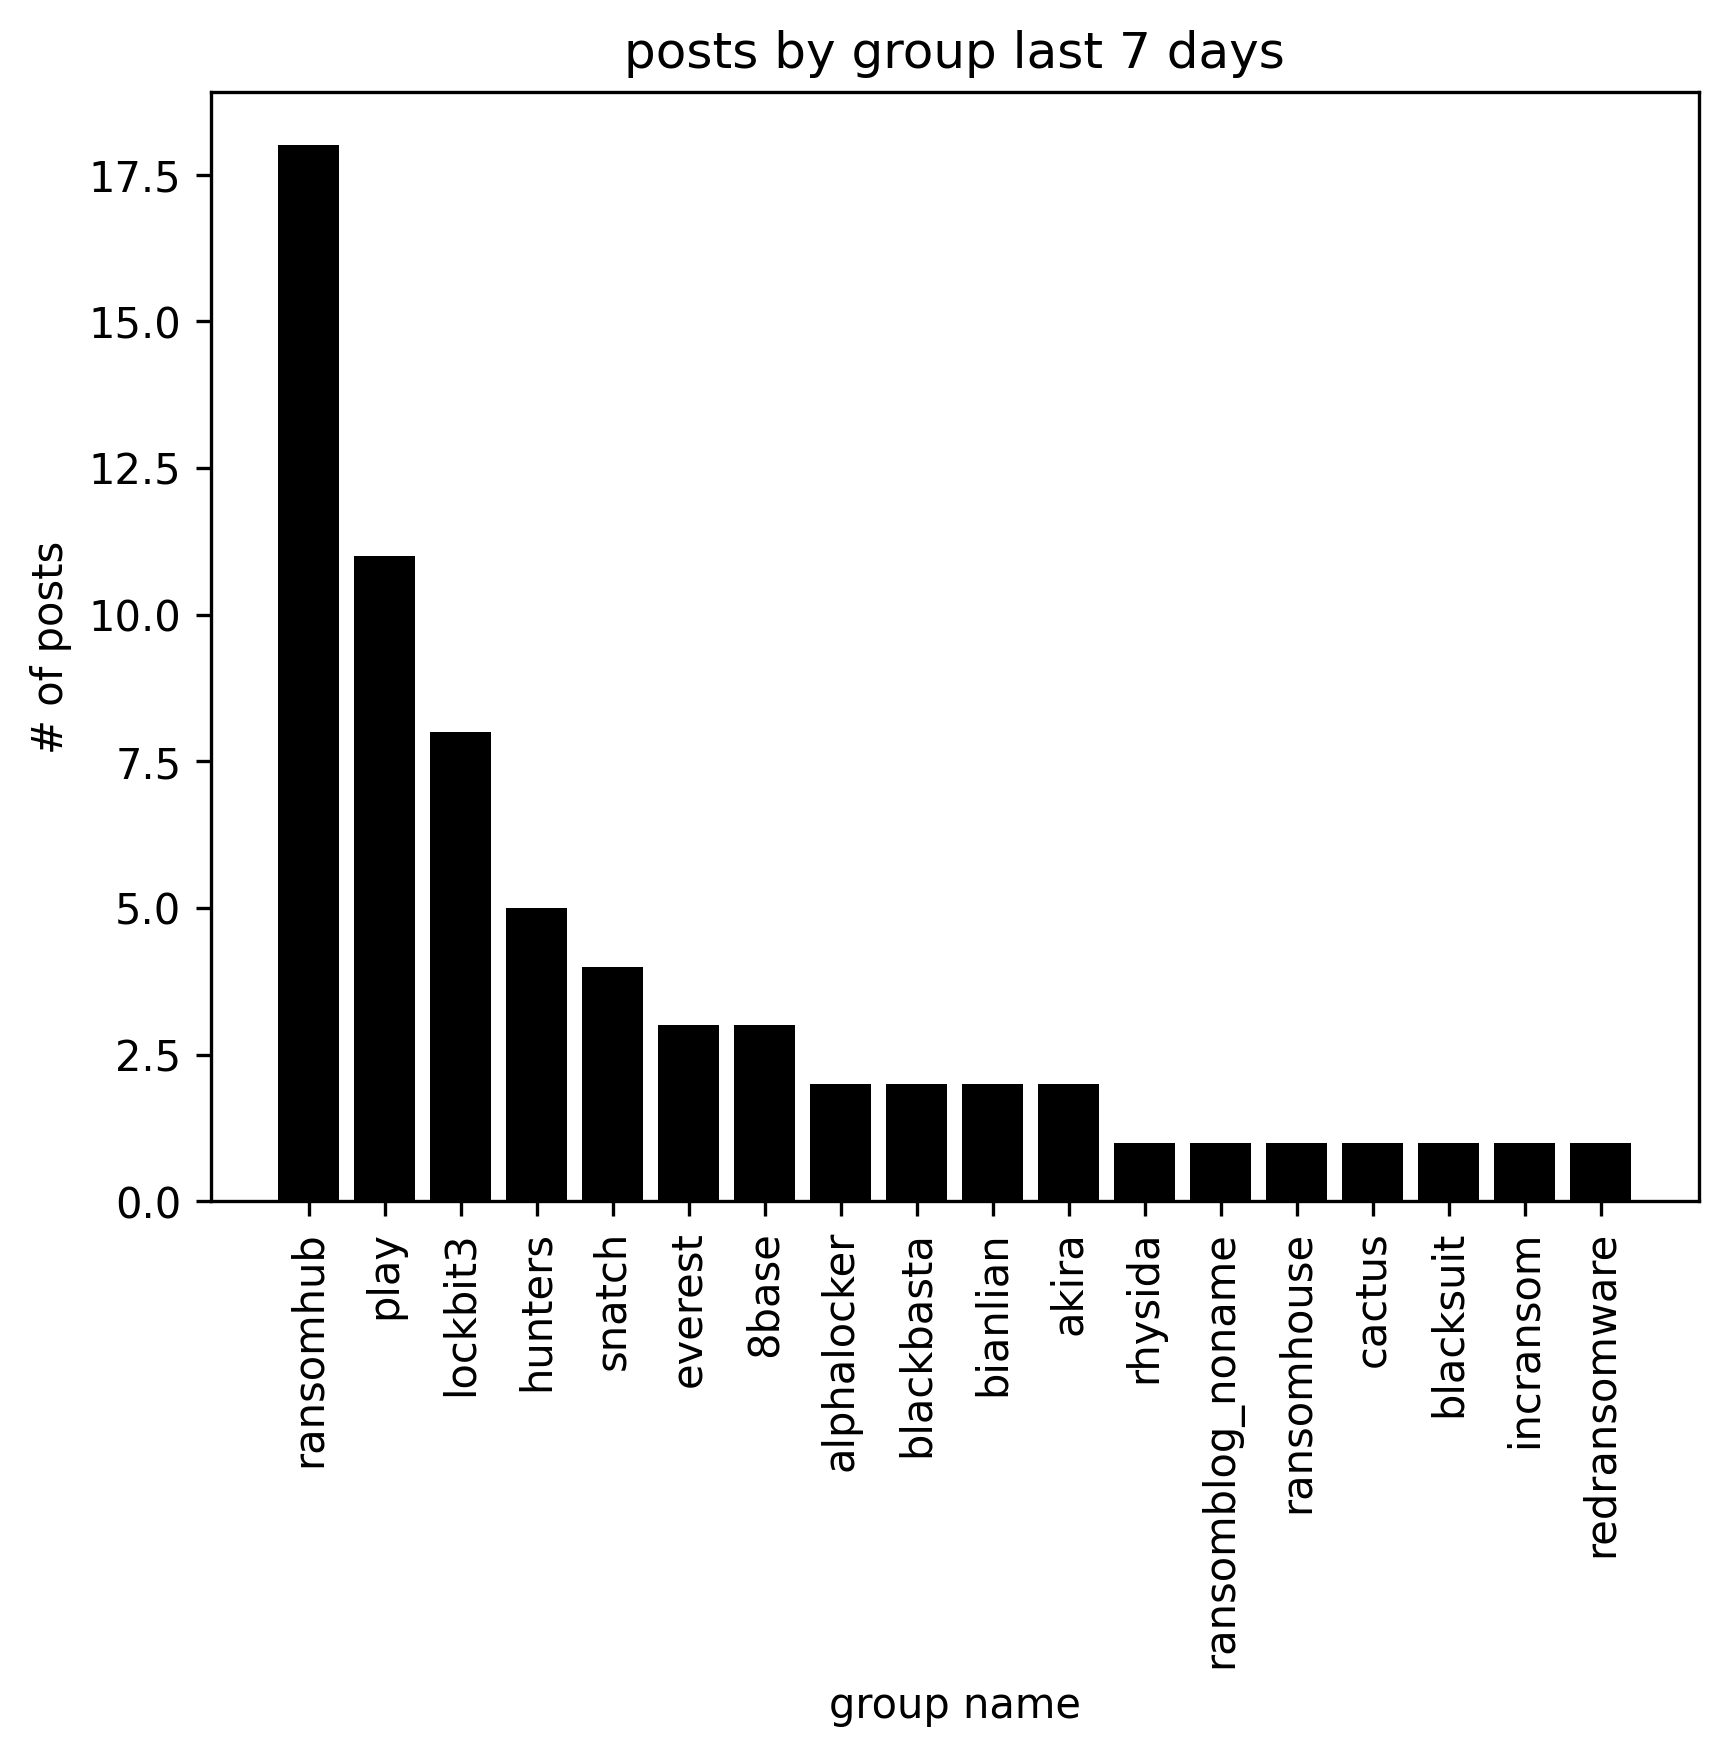 posts by group last 7 days
# of posts
17.5
15.0
12.5
10.0
7.5
5.0
2.5
0.0
ransomhub
play
lockbit3
hunters
snatch
everest
8base
alphalocker
blackbasta
bianlian
akira
rhysida
ransomblog_noname
ransomhouse
cactus
blacksuit
incransom
redransomware
group name